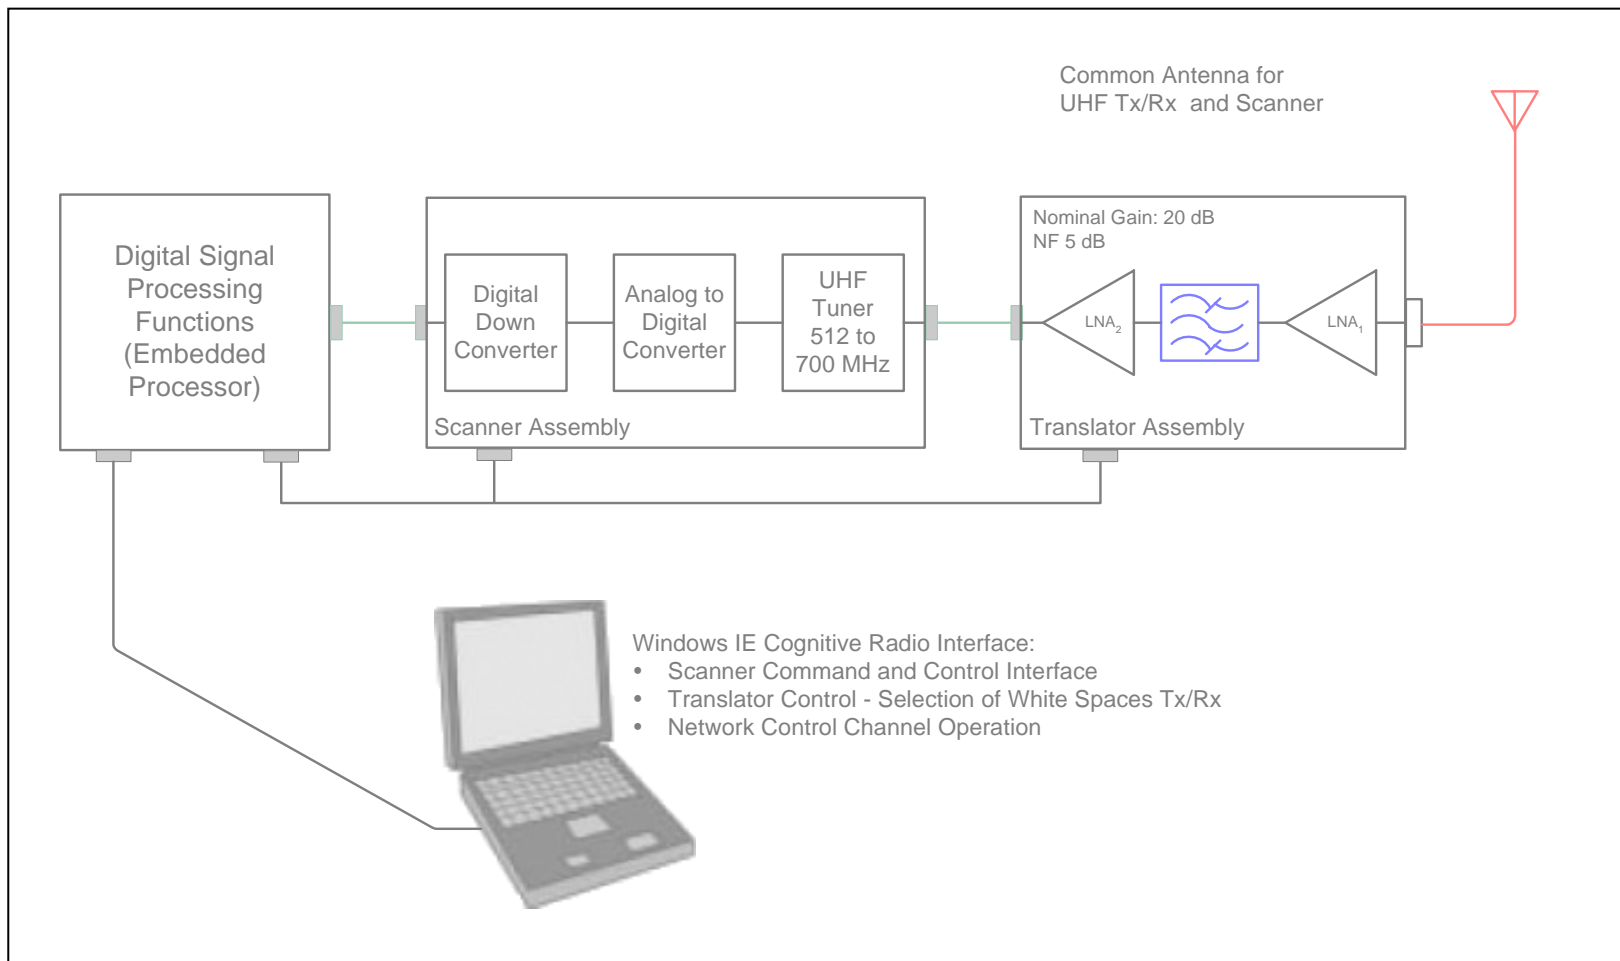 Common Antenna for
UHF Tx/Rx and Scanner
Digital Signal
Processing
Functions
(Embedded
Processor)
Digital
Down
Converter
Analog to
Digital
Converter
UHF
Tuner
512 to
700 MHz
Scanner Assembly
Nominal Gain: 20 dB
NF 5 dB
LNA2
LNA1
Translator Assembly
Windows IE Cognitive Radio Interface:
• Scanner Command and Control Interface
• Translator Control - Selection of White Spaces Tx/Rx
• Network Control Channel Operation